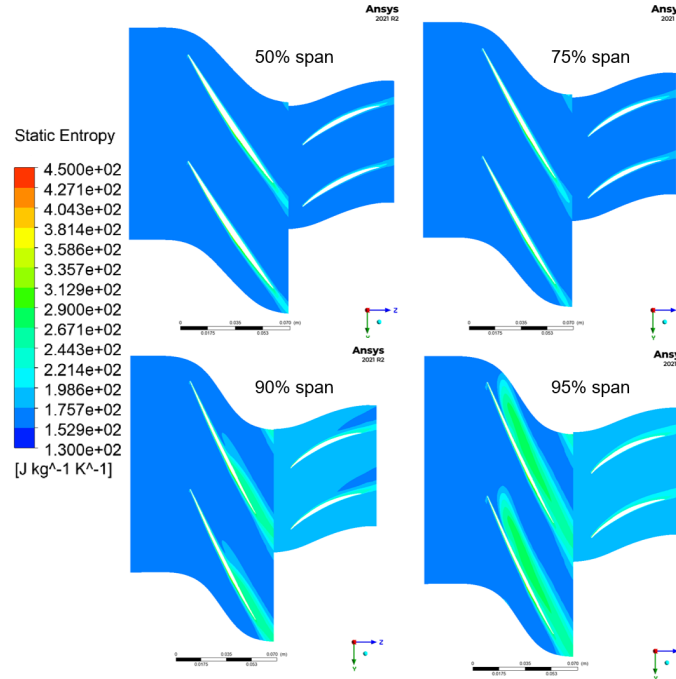 Ansys
2021 R2
Ansys
2021 R2
50% span
75% span
Static Entropy
4.500e+02
4.271e+02
4.043e+02
3.814e+02
3.586e+02
3.357e+02
3.129e+02
2.900e+02
2.671e+02
2.443e+02
2.214e+02
1.986e+02
1.757e+02
1.529e+02
1.300e+02
[J kg^-1 K^-1]
0 0.035 0.070 (m)
0.0175 0.053
Z
0 0.035 0.070 (m)
0.0175 0.053
Ansys
2021 R2
90% span
95% span
0 0.035 0.070 (m)
0.0175 0.053
Z
Y
0 0.035 0.070 (m)
0.0175 0.053
Y